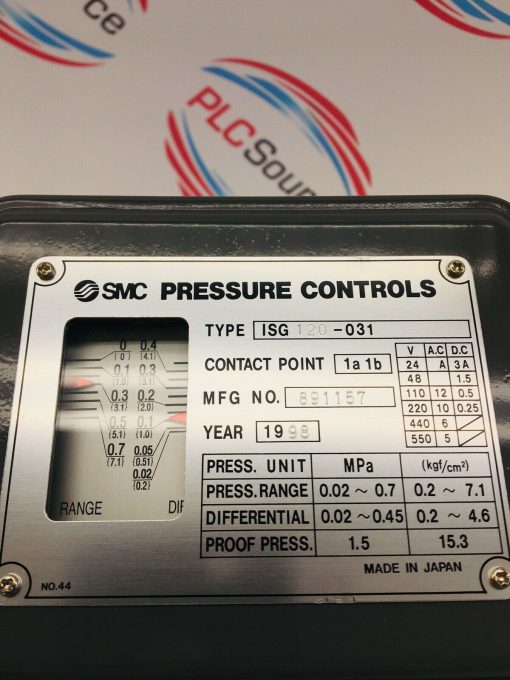 rce
PLCSource
SMC PRESSURE CONTROLS
TYPE ISG 120-031
CONTACT POINT 1a 1b
MFG NO. 891157
YEAR 1998
V A.C D.C
24 A 3A
48 1.5
110 12 0.5
220 10 0.25
440 6
550 5
0 0.4
(0) (4.1)
0.1 0.3
(1.0) (3.1)
0.3 0.2
(3.1) (2.0)
0.5 0.1
(5.1) (1.0)
0.7 0.05
(7.1) (0.51)
0.02
(0.2)
RANGE DIF
PRESS. UNIT MPa (kgf/cm²)
PRESS. RANGE 0.02 ~ 0.7 0.2 ~ 7.1
DIFFERENTIAL 0.02 ~ 0.45 0.2 ~ 4.6
PROOF PRESS. 1.5 15.3
MADE IN JAPAN
NO.44